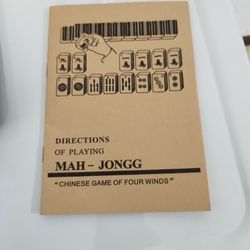 DIRECTIONS
OF PLAYING
MAH – JONGG
"CHINESE GAME OF FOUR WINDS"